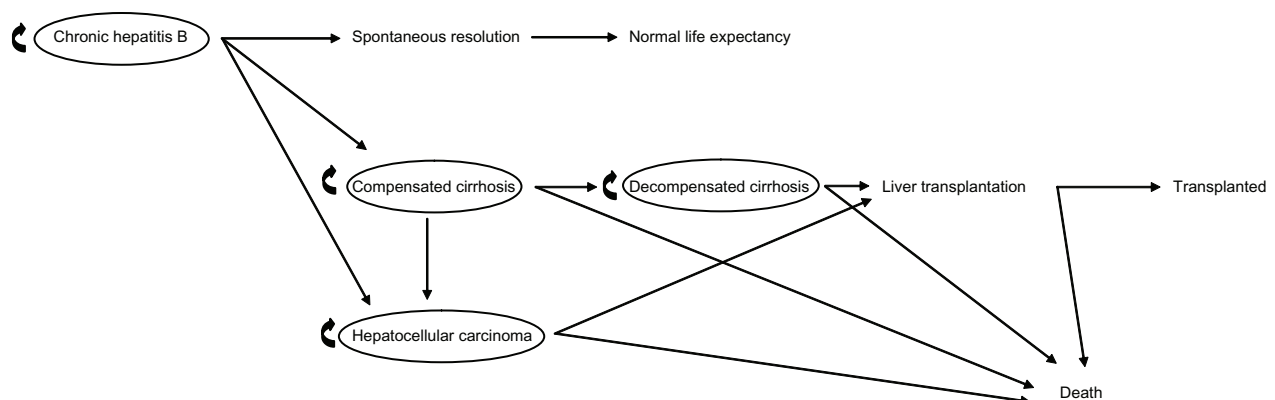 Chronic hepatitis B
Spontaneous resolution
Normal life expectancy
Compensated cirrhosis
Decompensated cirrhosis
Liver transplantation
Transplanted
Hepatocellular carcinoma
Death